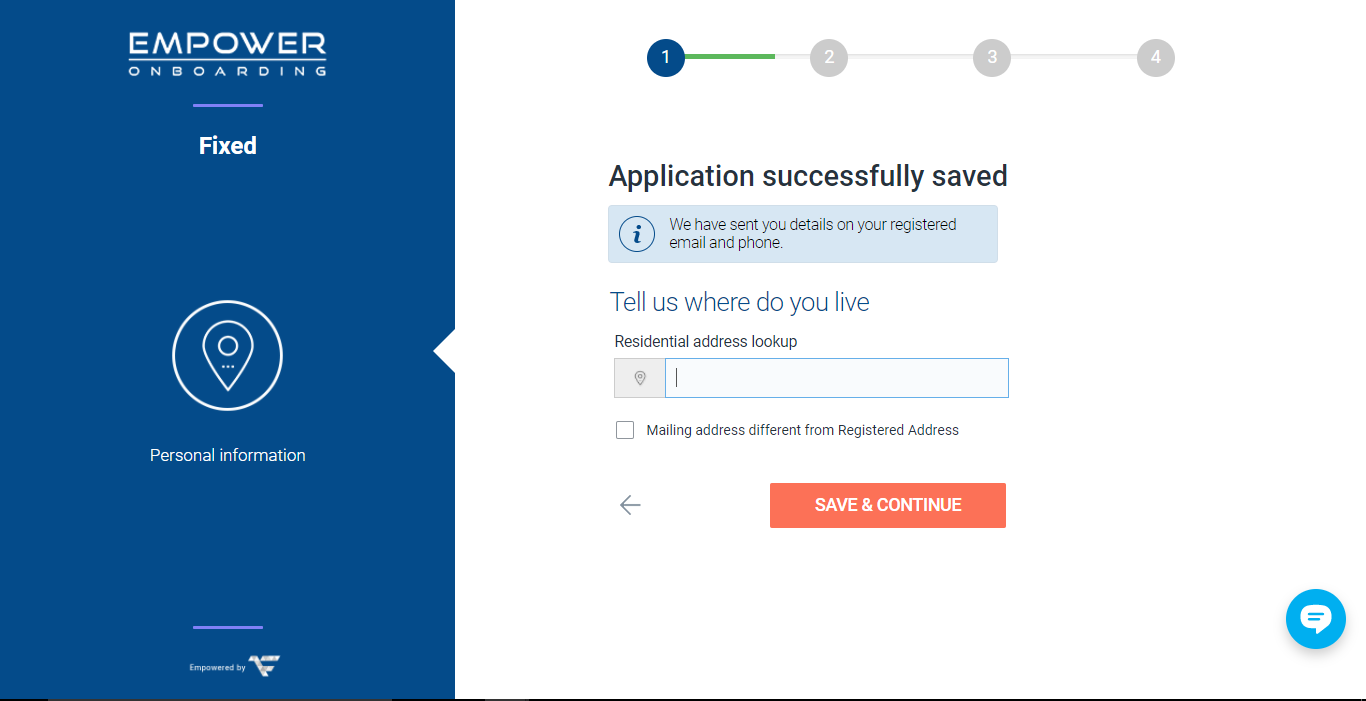 EMPOWER
ONBOARDING
Fixed
Personal information
Empowered by
1
2
3
4
Application successfully saved
We have sent you details on your registered
email and phone.
Tell us where do you live
Residential address lookup
Mailing address different from Registered Address
SAVE & CONTINUE